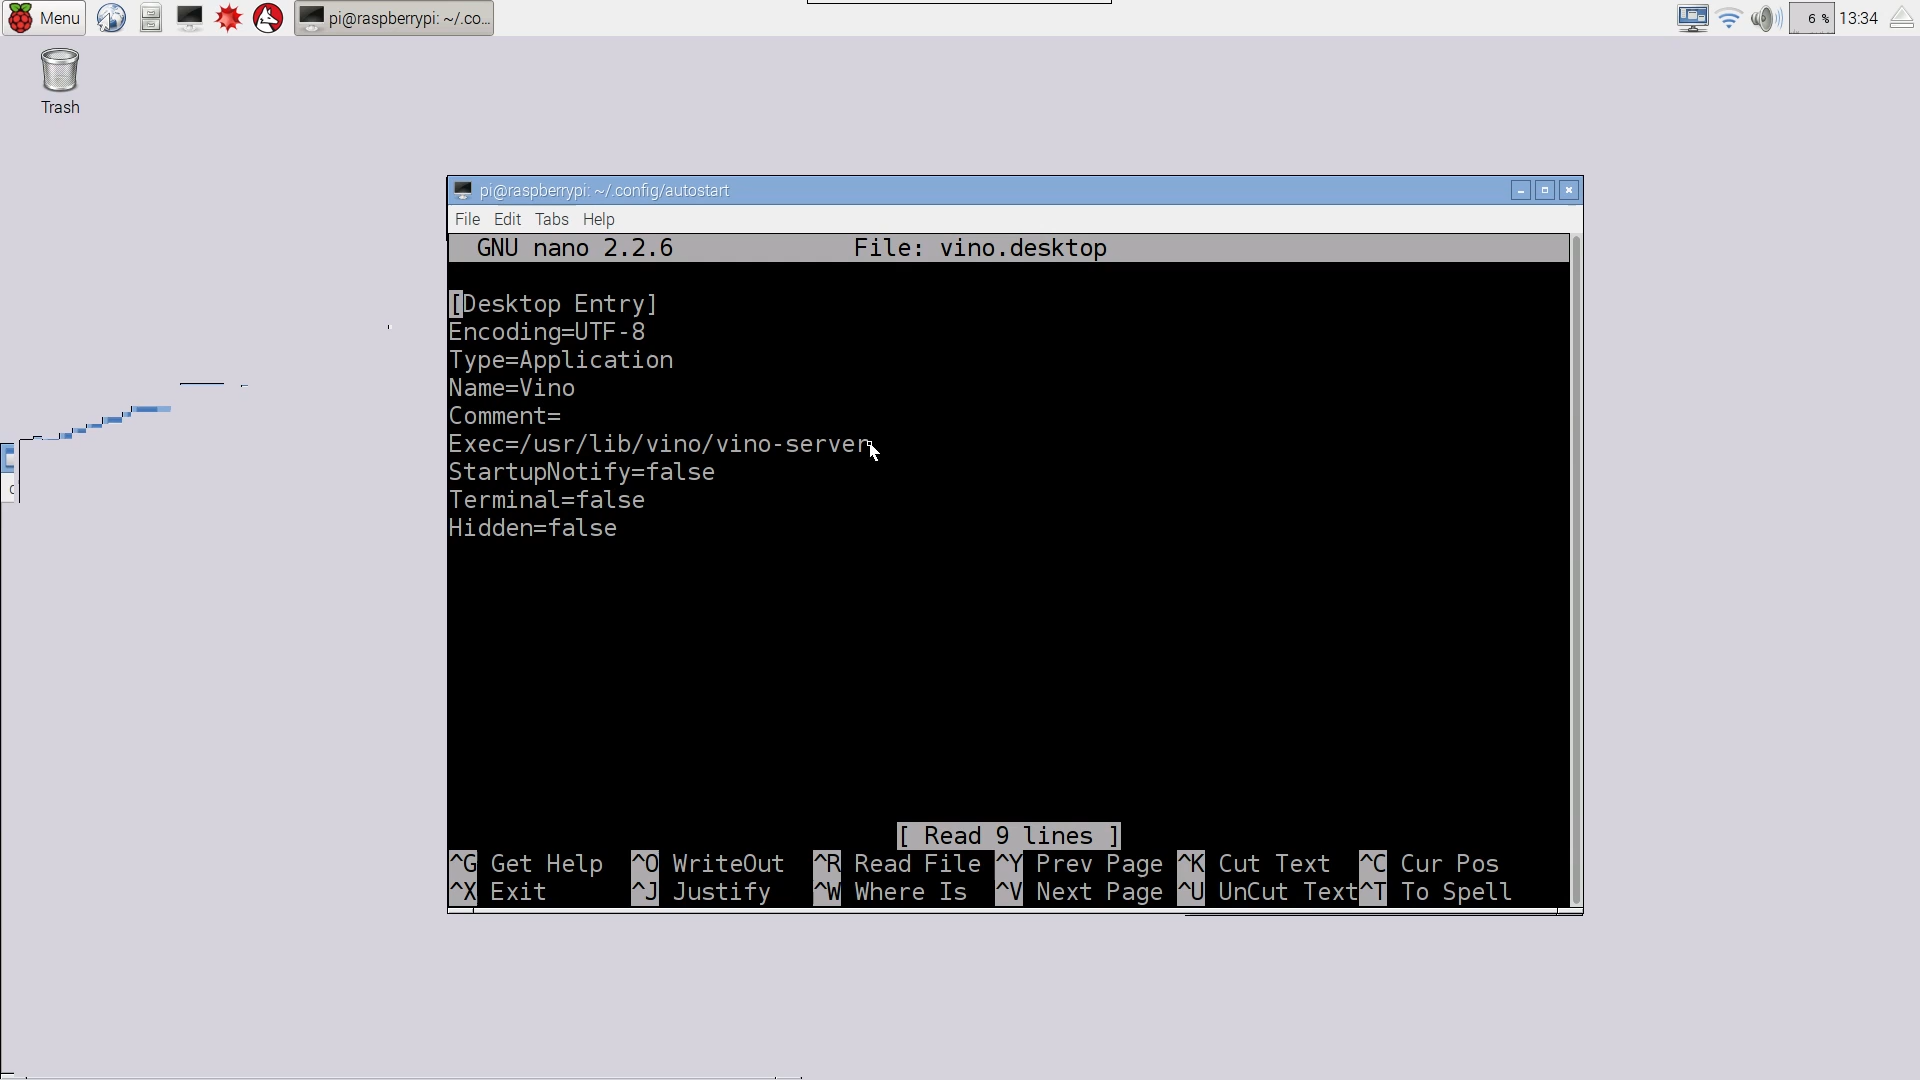 Menu
pi@raspberrypi: ~/.co...
6 %
13:34
Trash
pi@raspberrypi: ~/.config/autostart
File Edit Tabs Help
GNU nano 2.2.6 File: vino.desktop
[Desktop Entry]
Encoding=UTF-8
Type=Application
Name=Vino
Comment=
Exec=/usr/lib/vino/vino-server
StartupNotify=false
Terminal=false
Hidden=false
[ Read 9 lines ]
^G Get Help ^O WriteOut ^R Read File ^Y Prev Page ^K Cut Text ^C Cur Pos
^X Exit ^J Justify ^W Where Is ^V Next Page ^U UnCut Text ^T To Spell